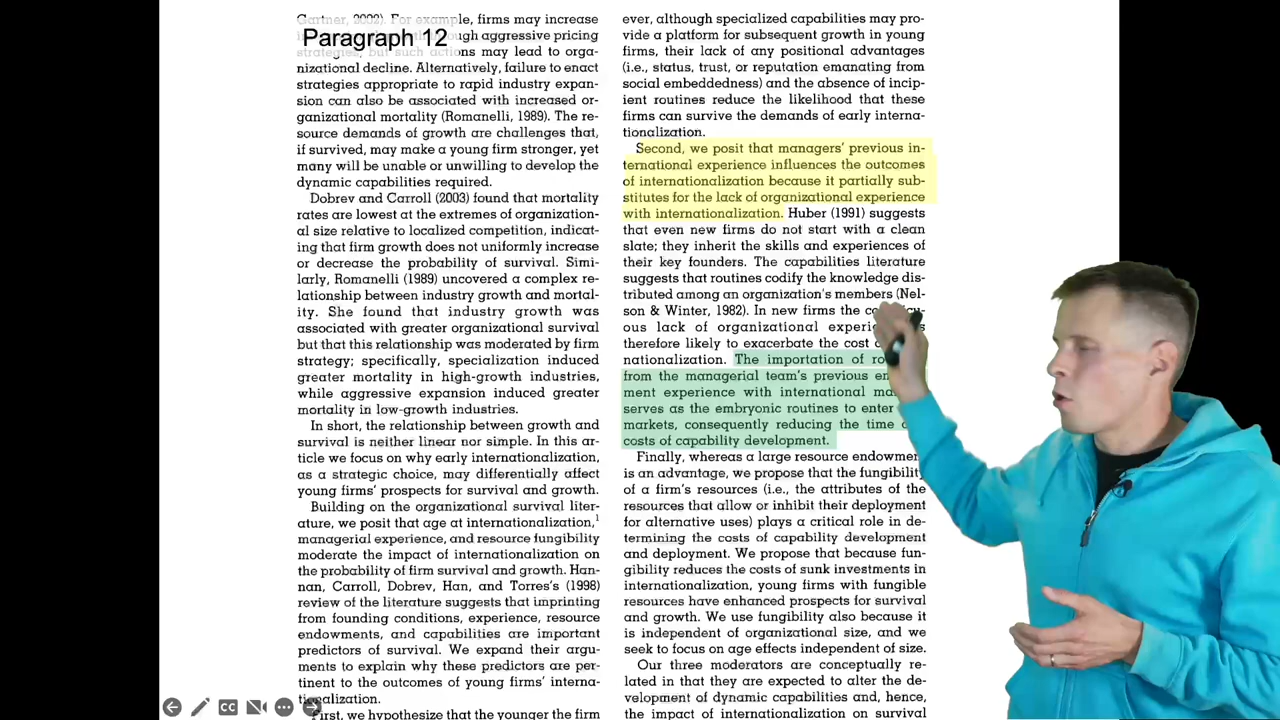 Gartner, 2002). For example, firms may increase
Paragraph 12
ugh aggressive pricing
strategies, but such actions may lead to orga-
nizational decline. Alternatively, failure to enact
strategies appropriate to rapid industry expan-
sion can also be associated with increased or-
ganizational mortality (Romanelli, 1989). The re-
source demands of growth are challenges that,
if survived, may make a young firm stronger, yet
many will be unable or unwilling to develop the
dynamic capabilities required.
Dobrev and Carroll (2003) found that mortality
rates are lowest at the extremes of organization-
al size relative to localized competition, indicat-
ing that firm growth does not uniformly increase
or decrease the probability of survival. Simi-
larly, Romanelli (1989) uncovered a complex re-
lationship between industry growth and mortal-
ity. She found that industry growth was
associated with greater organizational survival
but that this relationship was moderated by firm
strategy; specifically, specialization induced
greater mortality in high-growth industries,
while aggressive expansion induced greater
mortality in low-growth industries.
In short, the relationship between growth and
survival is neither linear nor simple. In this ar-
ticle we focus on why early internationalization,
as a strategic choice, may differentially affect
young firms' prospects for survival and growth.
Building on the organizational survival liter-
ature, we posit that age at internationalization,¹
managerial experience, and resource fungibility
moderate the impact of internationalization on
the probability of firm survival and growth. Han-
nan, Carroll, Dobrev, Han, and Torres's (1998)
review of the literature suggests that imprinting
from founding conditions, experience, resource
endowments, and capabilities are important
predictors of survival. We expand their argu-
ments to explain why these predictors are per-
tinent to the outcomes of young firms' interna-
tionalization.
First, we hypothesize that the younger the firm
ever, although specialized capabilities may pro-
vide a platform for subsequent growth in young
firms, their lack of any positional advantages
(i.e., status, trust, or reputation emanating from
social embeddedness) and the absence of incip-
ient routines reduce the likelihood that these
firms can survive the demands of early interna-
tionalization.
Second, we posit that managers' previous in-
ternational experience influences the outcomes
of internationalization because it partially sub-
stitutes for the lack of organizational experience
with internationalization. Huber (1991) suggests
that even new firms do not start with a clean
slate; they inherit the skills and experiences of
their key founders. The capabilities literature
suggests that routines codify the knowledge dis-
tributed among an organization's members (Nel-
son & Winter, 1982). In new firms the
ous lack of organizational
therefore likely to exacerbate the cost
nationalization. The importation of
from the managerial team's previous
ment experience with international
serves as the embryonic routines to enter
markets, consequently reducing the time
costs of capability development.
Finally, whereas a large resource endowmen
is an advantage, we propose that the fungibility
of a firm's resources (i.e., the attributes of the
resources that allow or inhibit their deployment
for alternative uses) plays a critical role in de-
termining the costs of capability development
and deployment. We propose that because fun-
gibility reduces the costs of sunk investments in
internationalization, young firms with fungible
resources have enhanced prospects for survival
and growth. We use fungibility also because it
is independent of organizational size, and we
seek to focus on age effects independent of size.
Our three moderators are conceptually re-
lated in that they are expected to alter the de-
velopment of dynamic capabilities and, hence,
the impact of internationalization on survival
CC